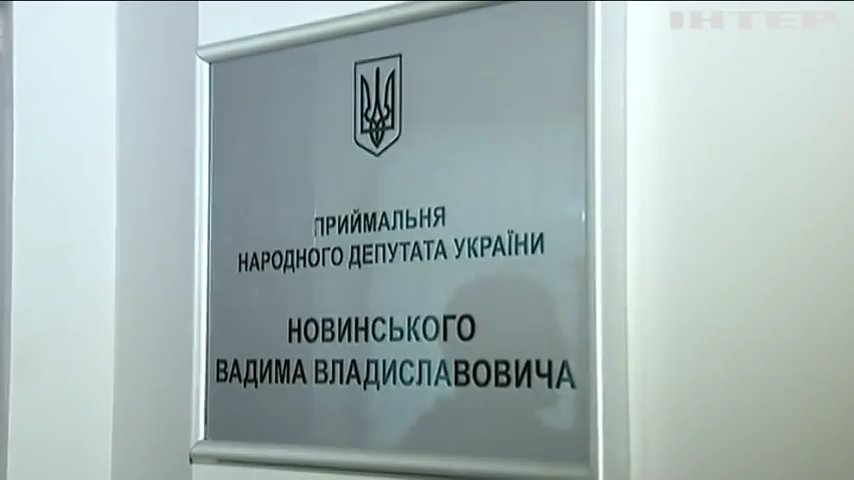 ІНТЕР
ПРИЙМАЛЬНЯ
НАРОДНОГО ДЕПУТАТА УКРАЇНИ
НОВИНСЬКОГО
ВАДИМА ВЛАДИСЛАВОВИЧА